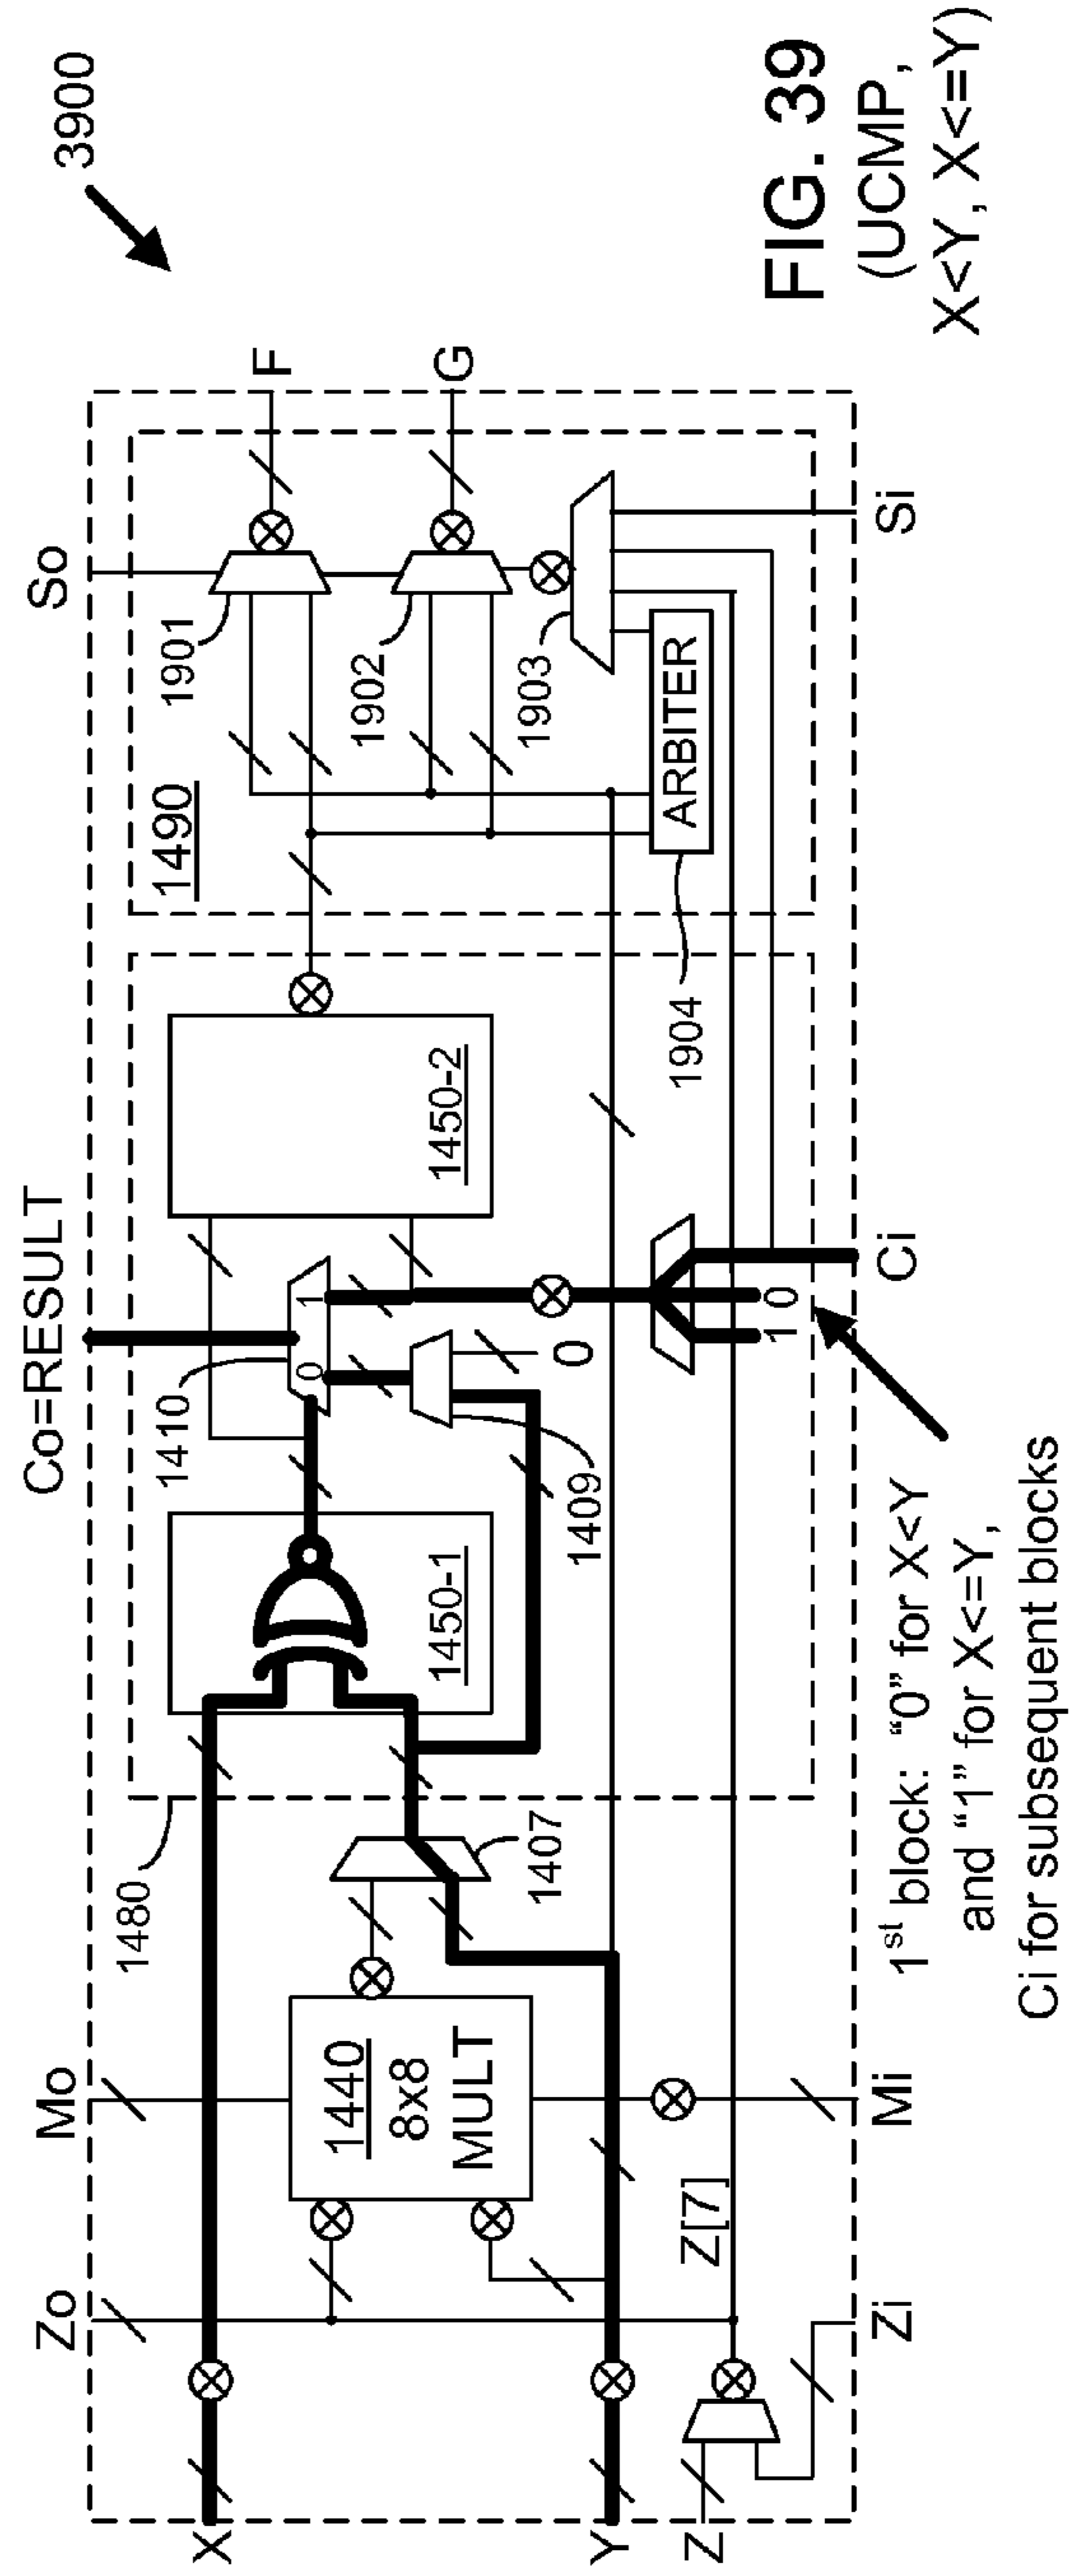 3900
Co=RESULT
So
Mo
Zo
X
Y
Z
F
G
1480
1440
8x8
MULT
1407
1450-1
1410
0
1
1409
0
1450-2
1490
1901
1902
1903
ARBITER
1904
Z[7]
1 0
Zi
Mi
Ci
Si
1st block: “0” for X<Y
and “1” for X<=Y,
Ci for subsequent blocks
FIG. 39
(UCMP,
X<Y, X<=Y)